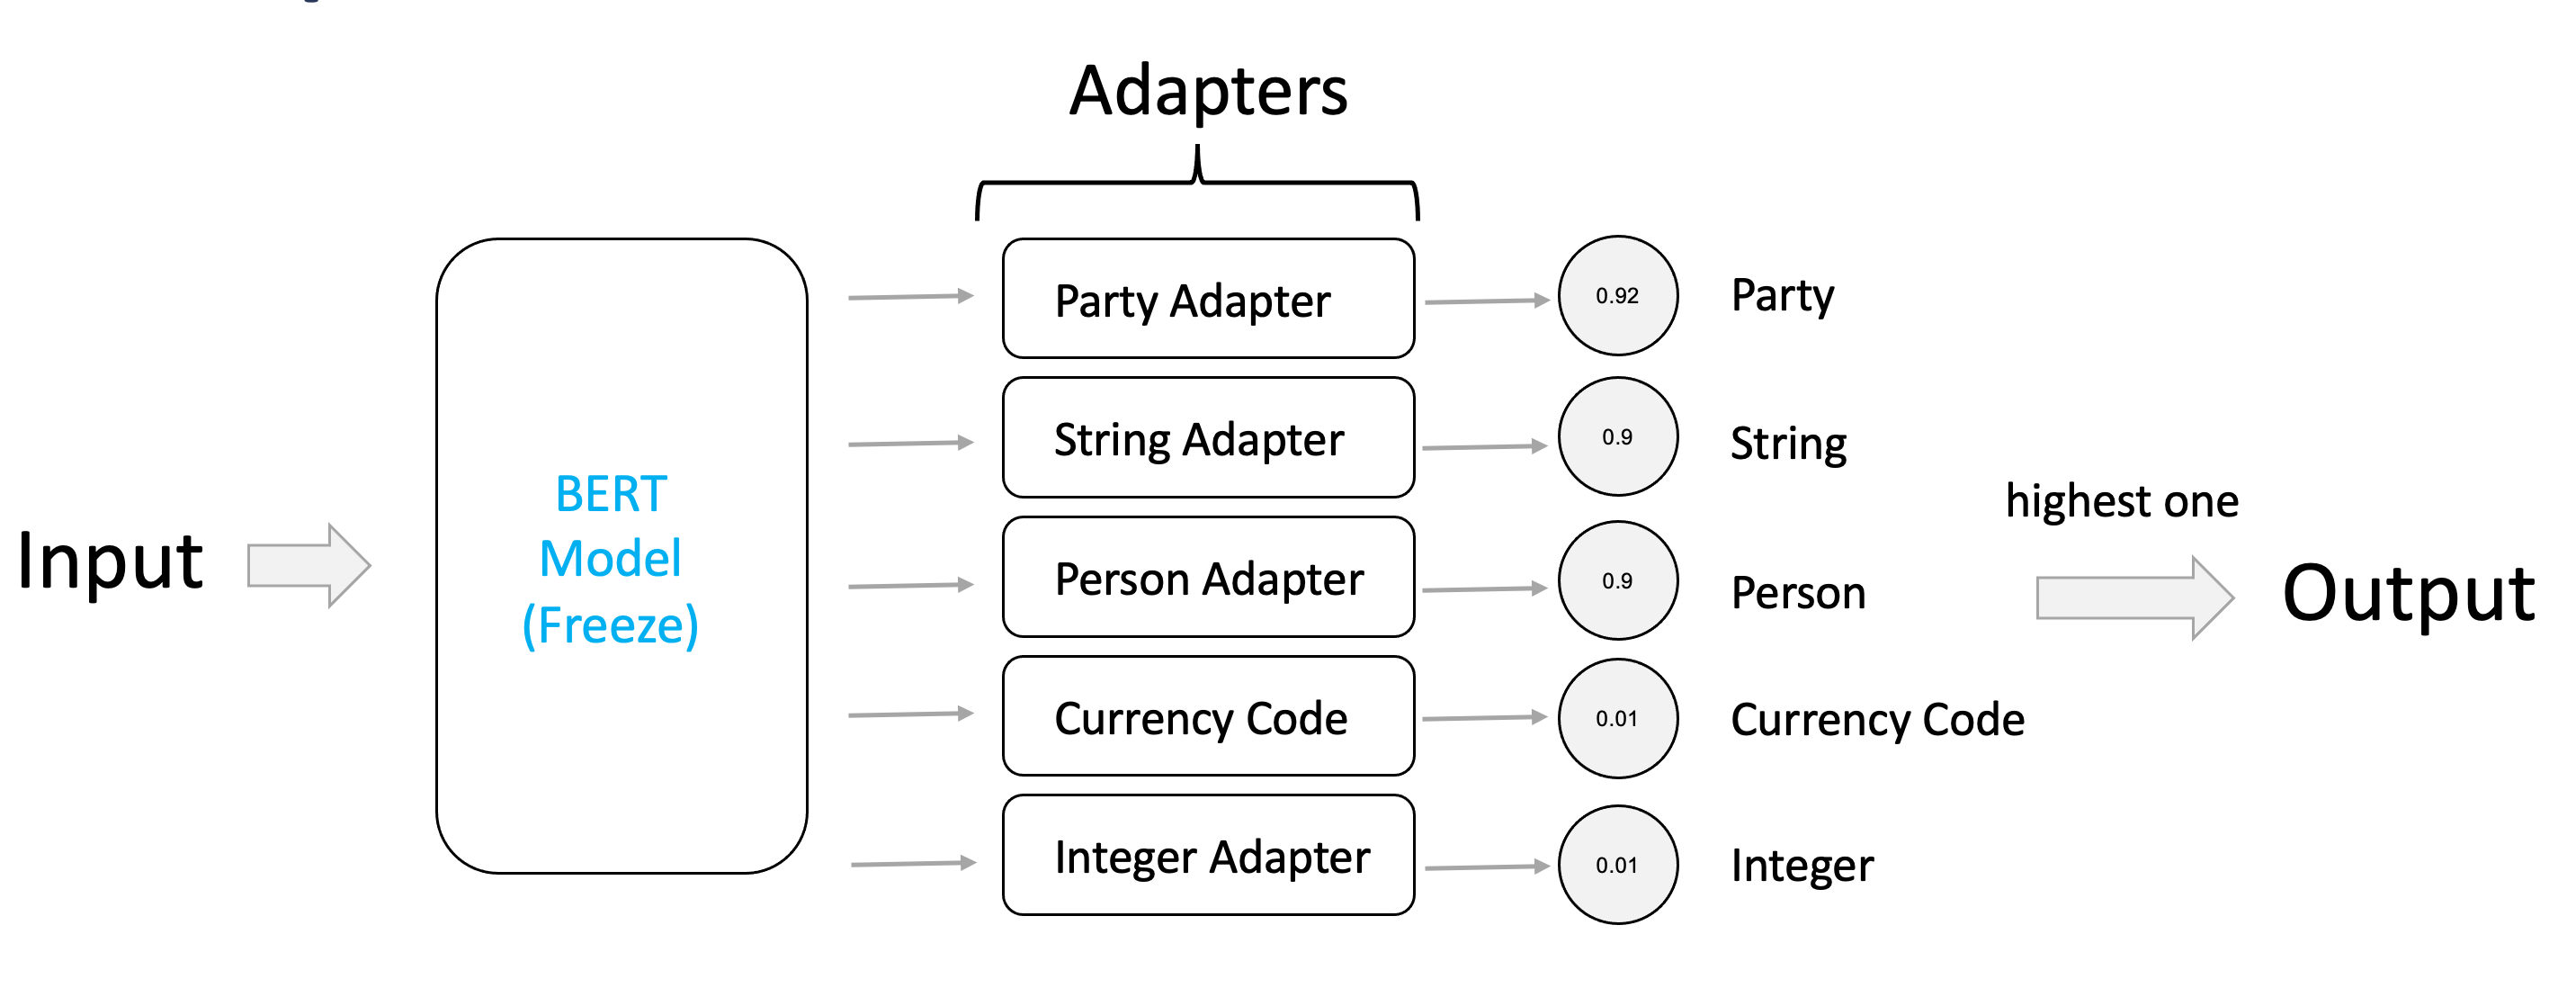 Adapters
Party Adapter
0.92
Party
String Adapter
0.9
String
Person Adapter
0.9
Person
Currency Code
0.01
Currency Code
Integer Adapter
0.01
Integer
Input
BERT
Model
(Freeze)
highest one
Output